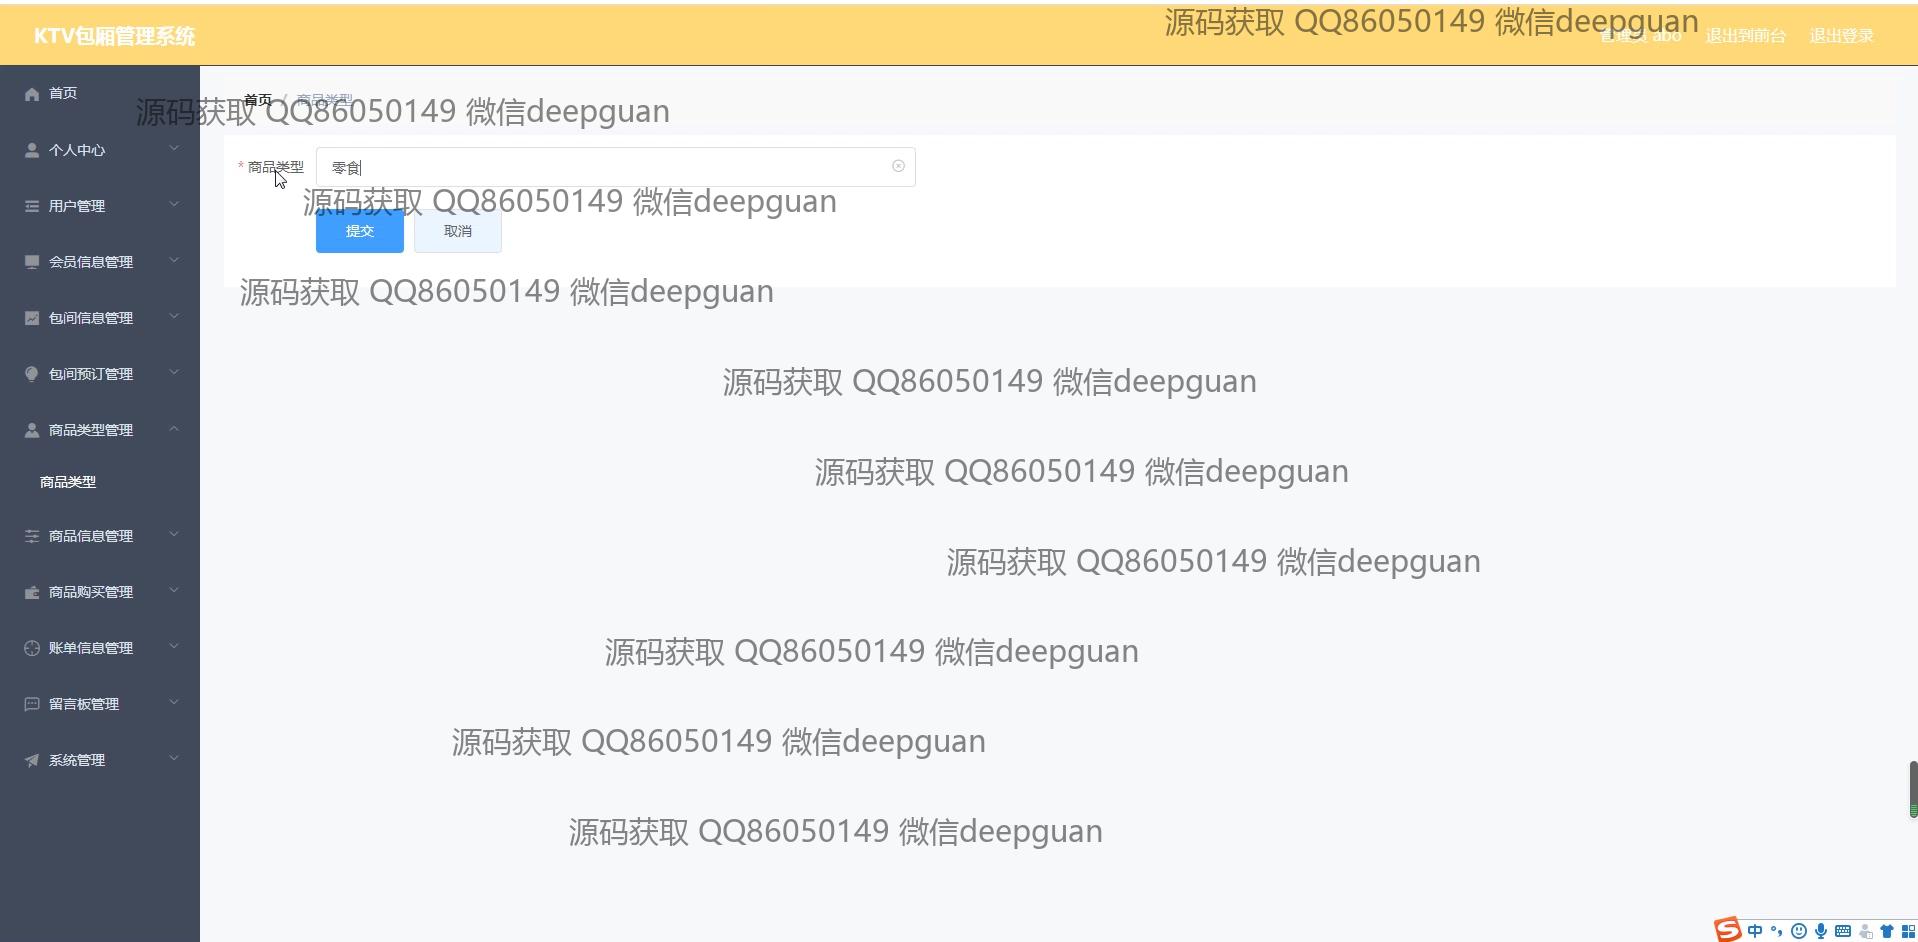 源码获取 QQ86050149 微信deepguan
KTV包厢管理系统
管理员 abo 退出到前台 退出登录
首页
首页 / 商品类型
源码获取 QQ86050149 微信deepguan
个人中心
* 商品类型 零食
源码获取 QQ86050149 微信deepguan
用户管理
提交 取消
会员信息管理
源码获取 QQ86050149 微信deepguan
包间信息管理
包间预订管理
源码获取 QQ86050149 微信deepguan
商品类型管理
源码获取 QQ86050149 微信deepguan
商品类型
商品信息管理
源码获取 QQ86050149 微信deepguan
商品购买管理
账单信息管理
源码获取 QQ86050149 微信deepguan
留言板管理
源码获取 QQ86050149 微信deepguan
系统管理
源码获取 QQ86050149 微信deepguan
中